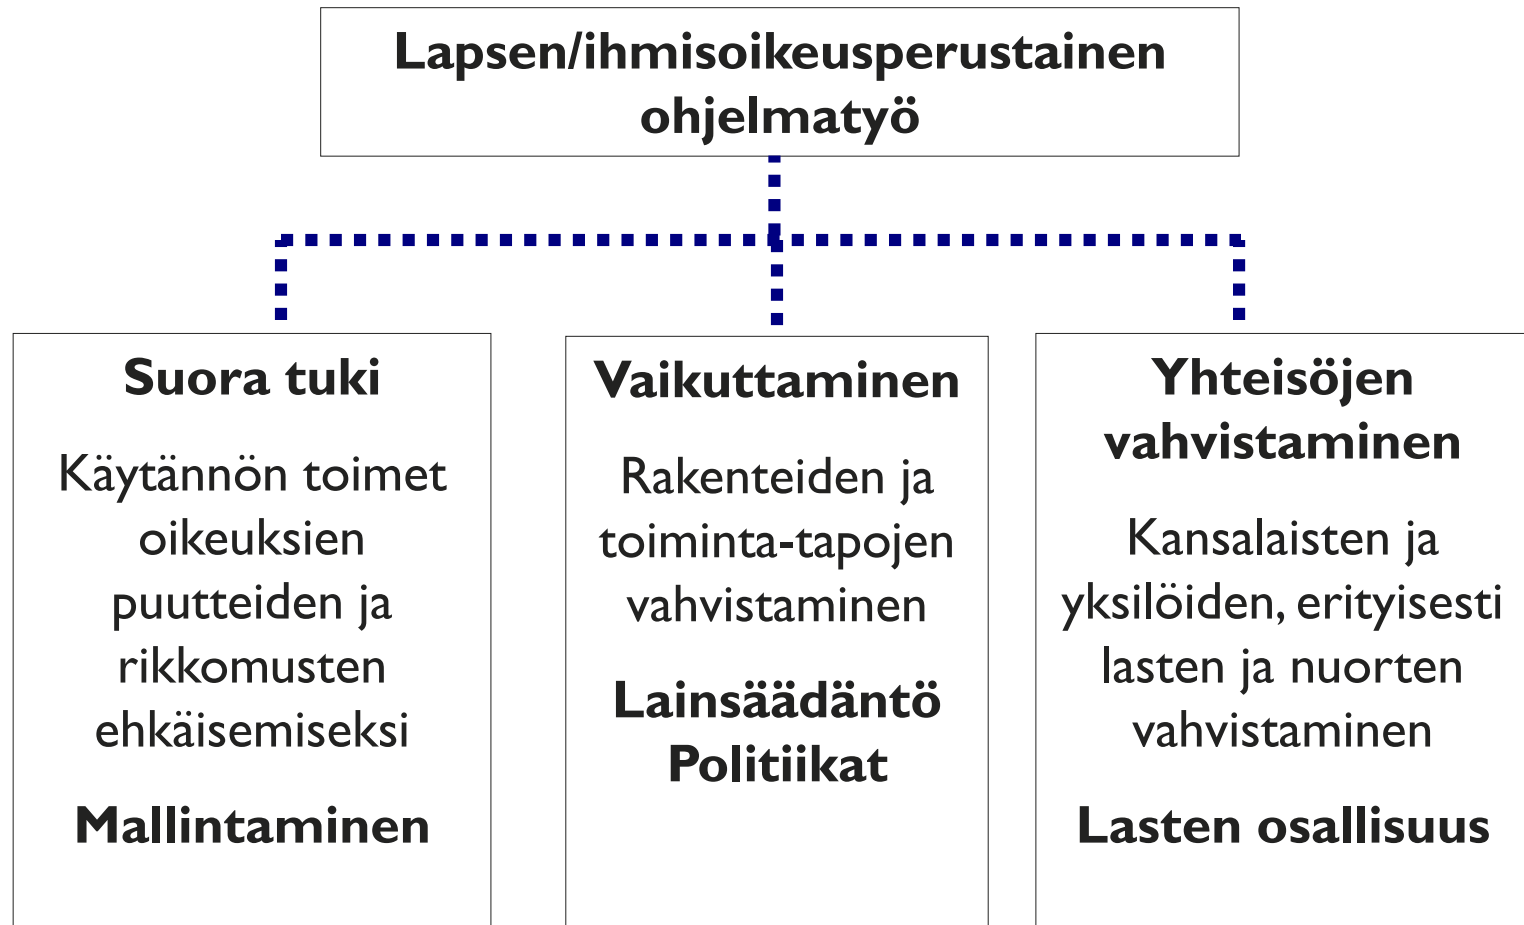 Lapsen/ihmisoikeusperustainen
ohjelmatyö
Suora tuki
Käytännön toimet
oikeuksien
puutteiden ja
rikkomusten
ehkäisemiseksi
Mallintaminen
Vaikuttaminen
Rakenteiden ja
toiminta-tapojen
vahvistaminen
Lainsäädäntö
Politiikat
Yhteisöjen
vahvistaminen
Kansalaisten ja
yksilöiden, erityisesti
lasten ja nuorten
vahvistaminen
Lasten osallisuus